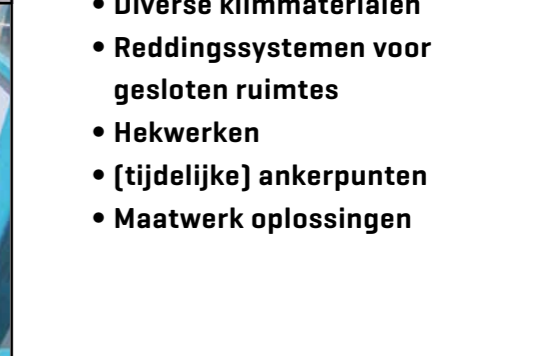 • Diverse klimmaterialen
• Reddingssystemen voor
gesloten ruimtes
• Hekwerken
• (tijdelijke) ankerpunten
• Maatwerk oplossingen